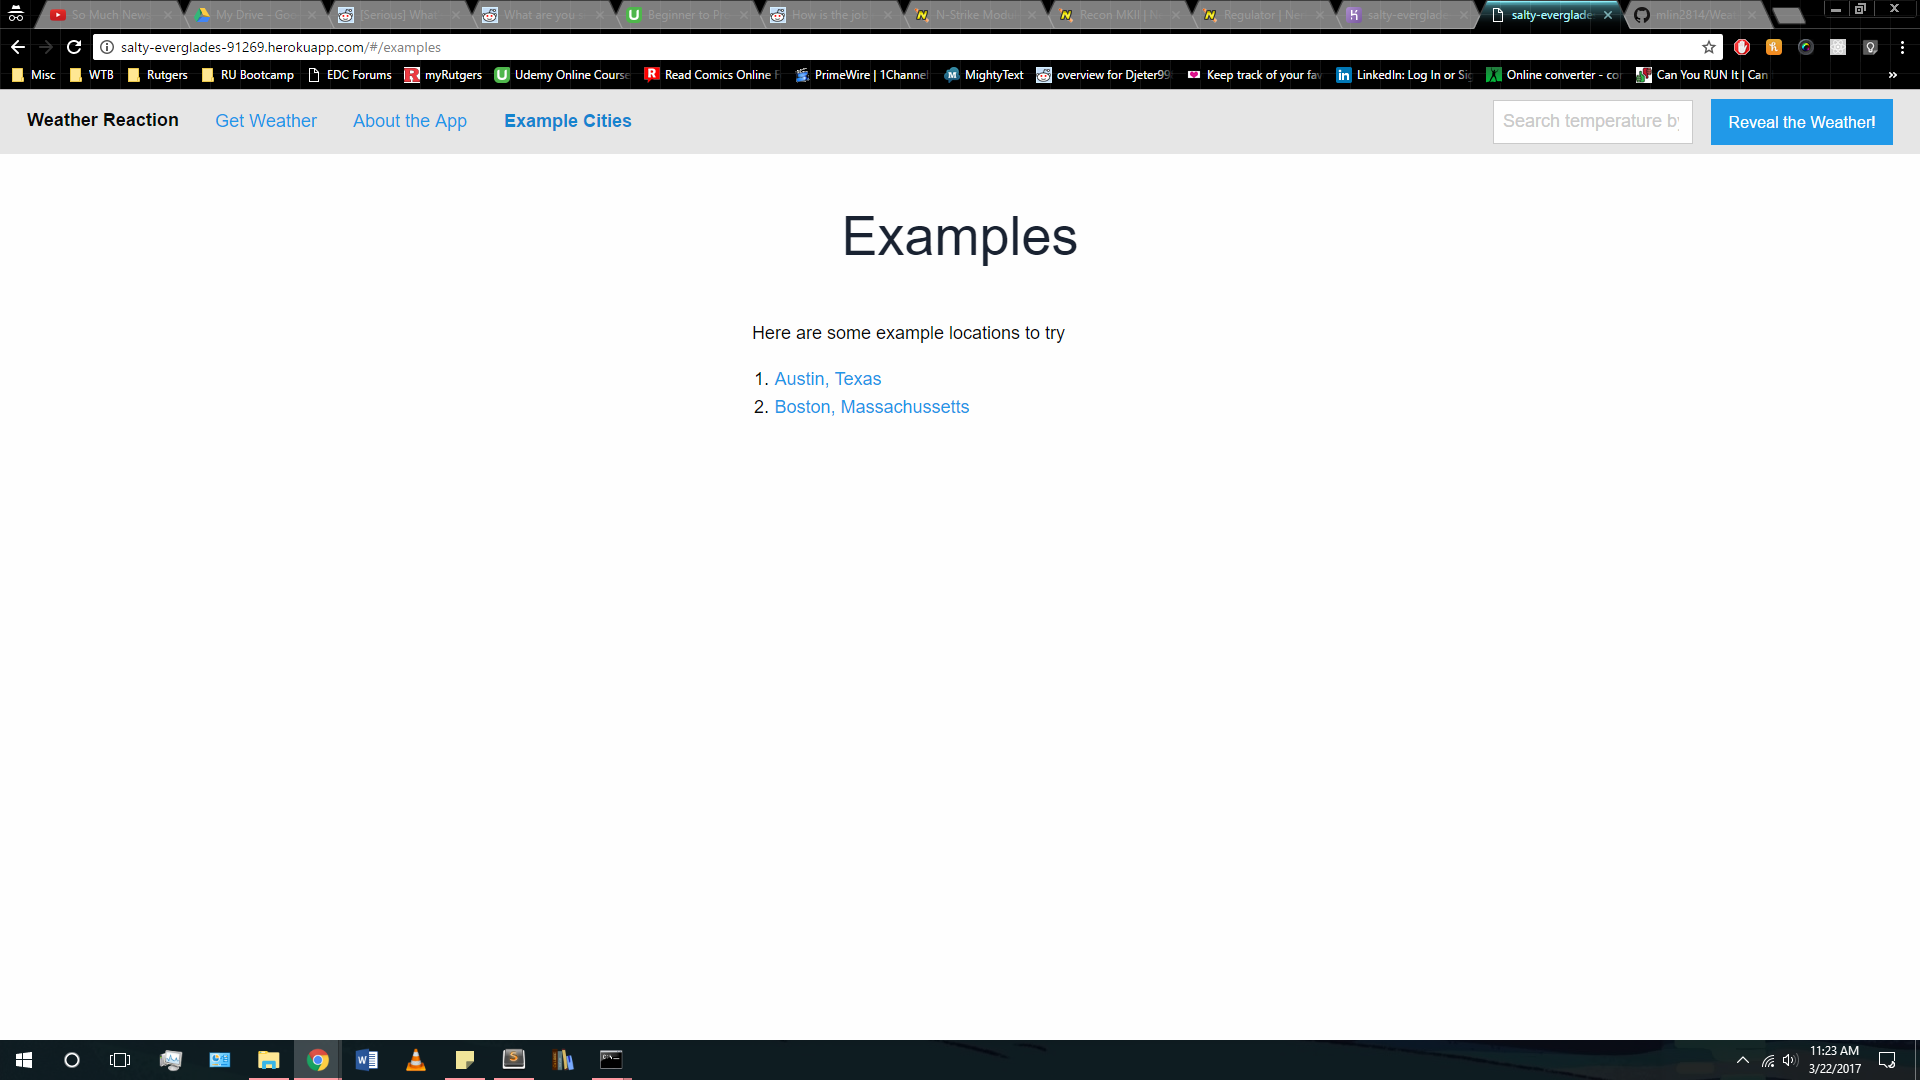 So Much New
My Drive - Goo
[Serious] What
What are you
Beginner to P
How is the job
N-Strike Modu
Recon MKII |
Regulator | Ne
salty-everglade
salty-everglade
mlin2814/Wea
salty-everglades-91269.herokuapp.com/#/examples
Misc
WTB
Rutgers
RU Bootcamp
EDC Forums
myRutgers
Udemy Online Course
Read Comics Online F
PrimeWire | 1Channel
MightyText
overview for Djeter99
Keep track of your fav
LinkedIn: Log In or Sig
Online converter - co
Can You RUN It | Can
»
Weather Reaction
Get Weather
About the App
Example Cities
Search temperature by
Reveal the Weather!
Examples
Here are some example locations to try
1. Austin, Texas
2. Boston, Massachussetts
11:23 AM
3/22/2017